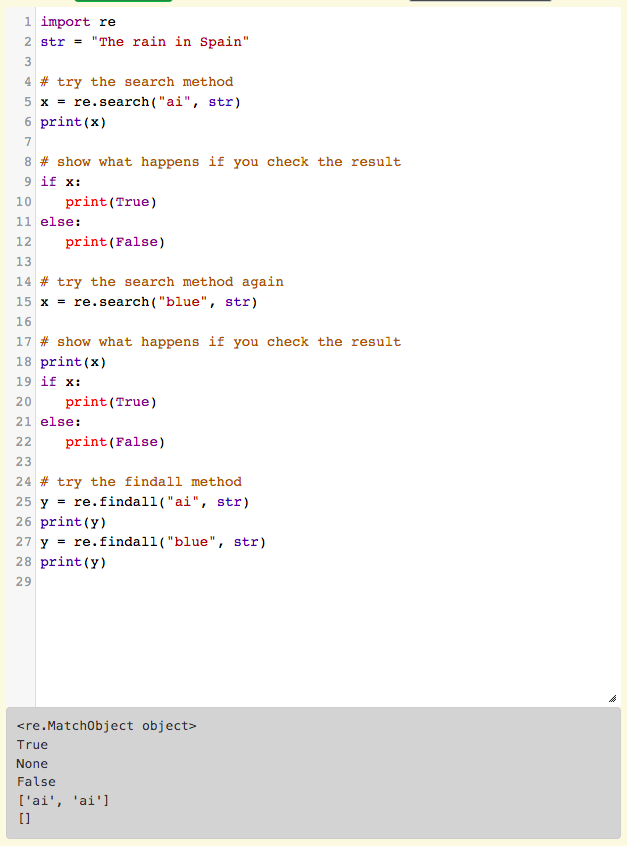 1 import re
2 str = "The rain in Spain"
3
4 # try the search method
5 x = re.search("ai", str)
6 print(x)
7
8 # show what happens if you check the result
9 if x:
10    print(True)
11 else:
12    print(False)
13
14 # try the search method again
15 x = re.search("blue", str)
16
17 # show what happens if you check the result
18 print(x)
19 if x:
20    print(True)
21 else:
22    print(False)
23
24 # try the findall method
25 y = re.findall("ai", str)
26 print(y)
27 y = re.findall("blue", str)
28 print(y)
29
<re.MatchObject object>
True
None
False
['ai', 'ai']
[]